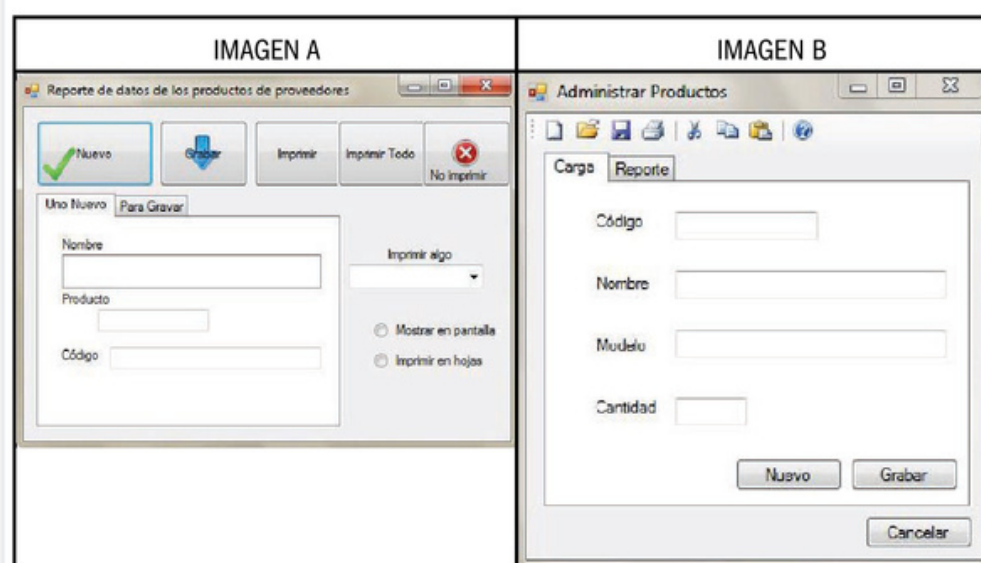 IMAGEN A
Reporte de datos de los productos de proveedores
Nuevo Grabar Imprimir Imprimir Todo No imprimir
Uno Nuevo Para Gravar
Nombre
Imprimir algo
Producto
Mostrar en pantalla
Código
Imprimir en hojas
IMAGEN B
Administrar Productos
Carga Reporte
Código
Nombre
Modelo
Cantidad
Nuevo Grabar
Cancelar